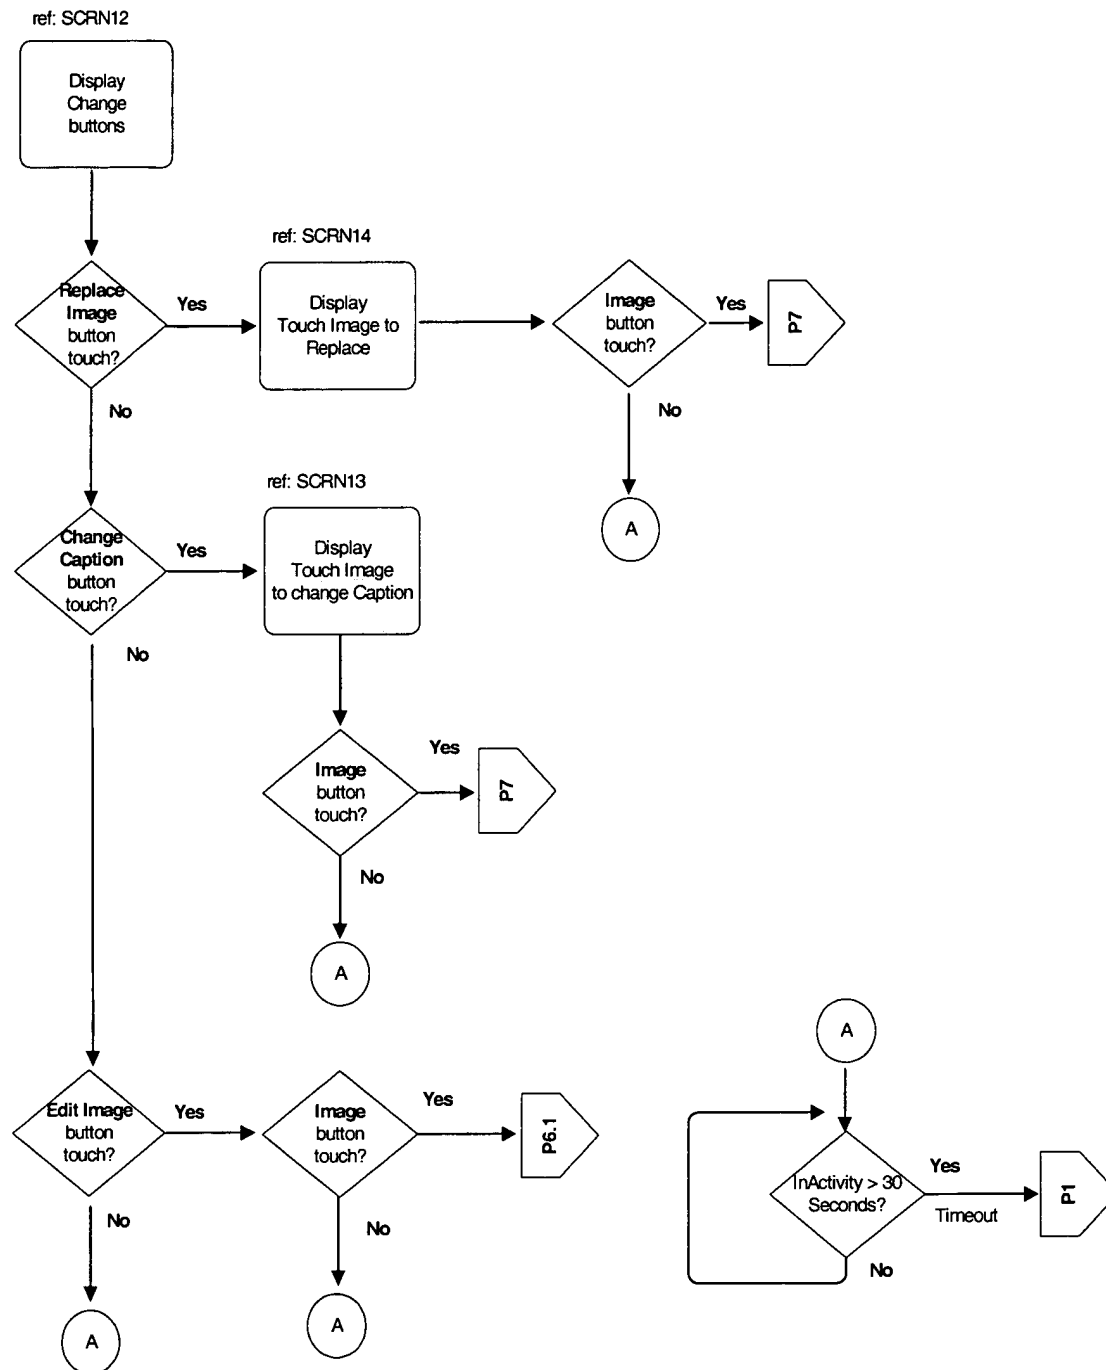 ref: SCRN12
Display
Change
buttons
ref: SCRN14
Replace
Image
button
touch?
Yes
No
Display
Touch Image to
Replace
Image
button
touch?
Yes
No
P7
A
ref: SCRN13
Change
Caption
button
touch?
Yes
No
Display
Touch Image
to change Caption
Image
button
touch?
Yes
No
P7
A
Edit Image
button
touch?
Yes
No
A
Image
button
touch?
Yes
No
P6.1
A
A
InActivity > 30
Seconds?
Yes
Timeout
No
P1